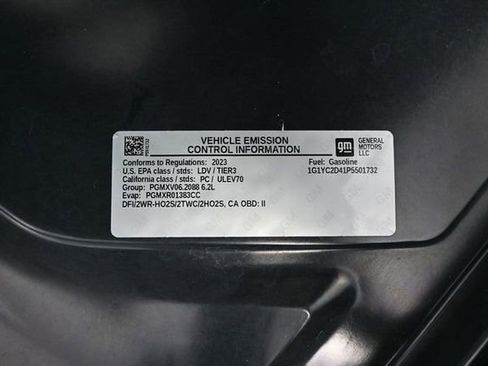 VEHICLE EMISSION
CONTROL INFORMATION
gm
GENERAL
MOTORS
LLC
Conforms to Regulations: 2023
Fuel: Gasoline
U.S. EPA class / stds: LDV / TIER3
1G1YC2D41P5501732
California class / stds: PC / ULEV70
Group: PGMXV06.2088 6.2L
Evap: PGMXR01383CC
DFI/2WR-HO2S/2TWC/2HO2S, CA OBD: II